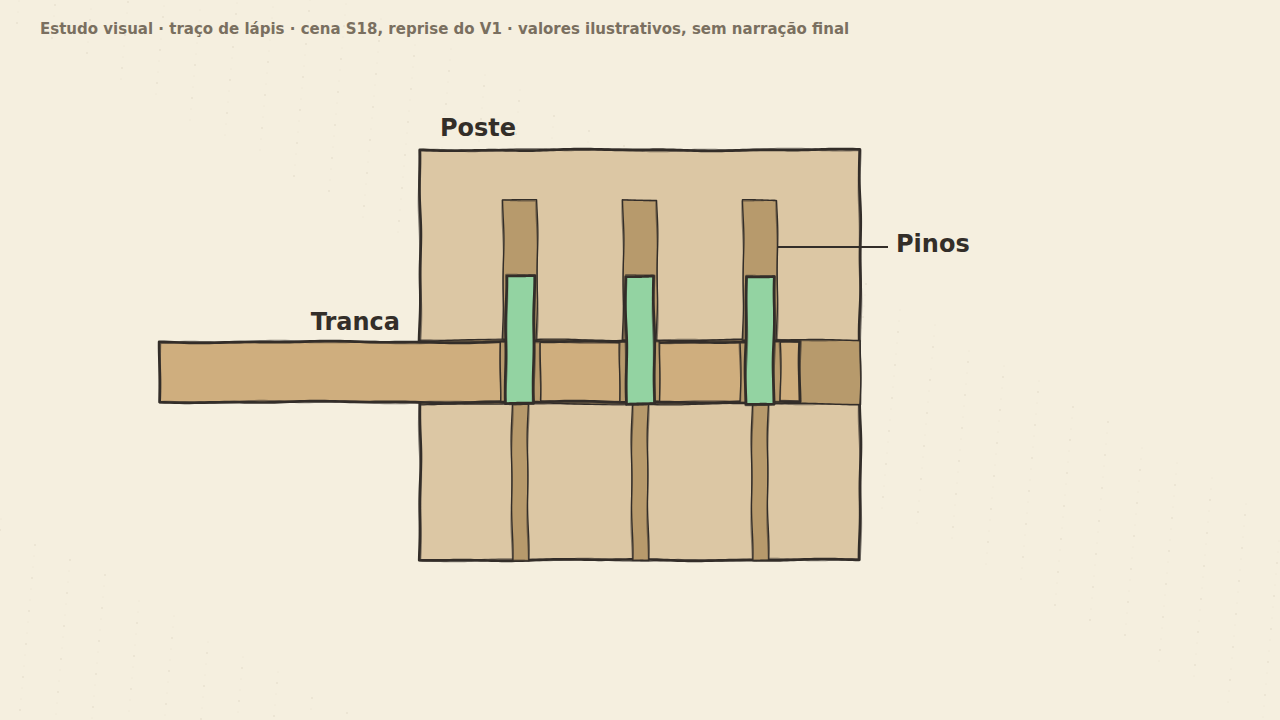 Estudo visual · traço de lápis · cena S18, reprise do V1 · valores ilustrativos, sem narração final
Poste
Pinos
Tranca